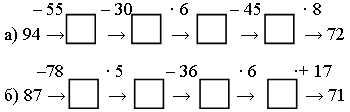 – 55 – 30 · 6 – 45 · 8
а) 94 → □ → □ → □ → □ → 72
–78 · 5 – 36 · 6 ·+ 17
б) 87 → □ → □ → □ → □ → 71